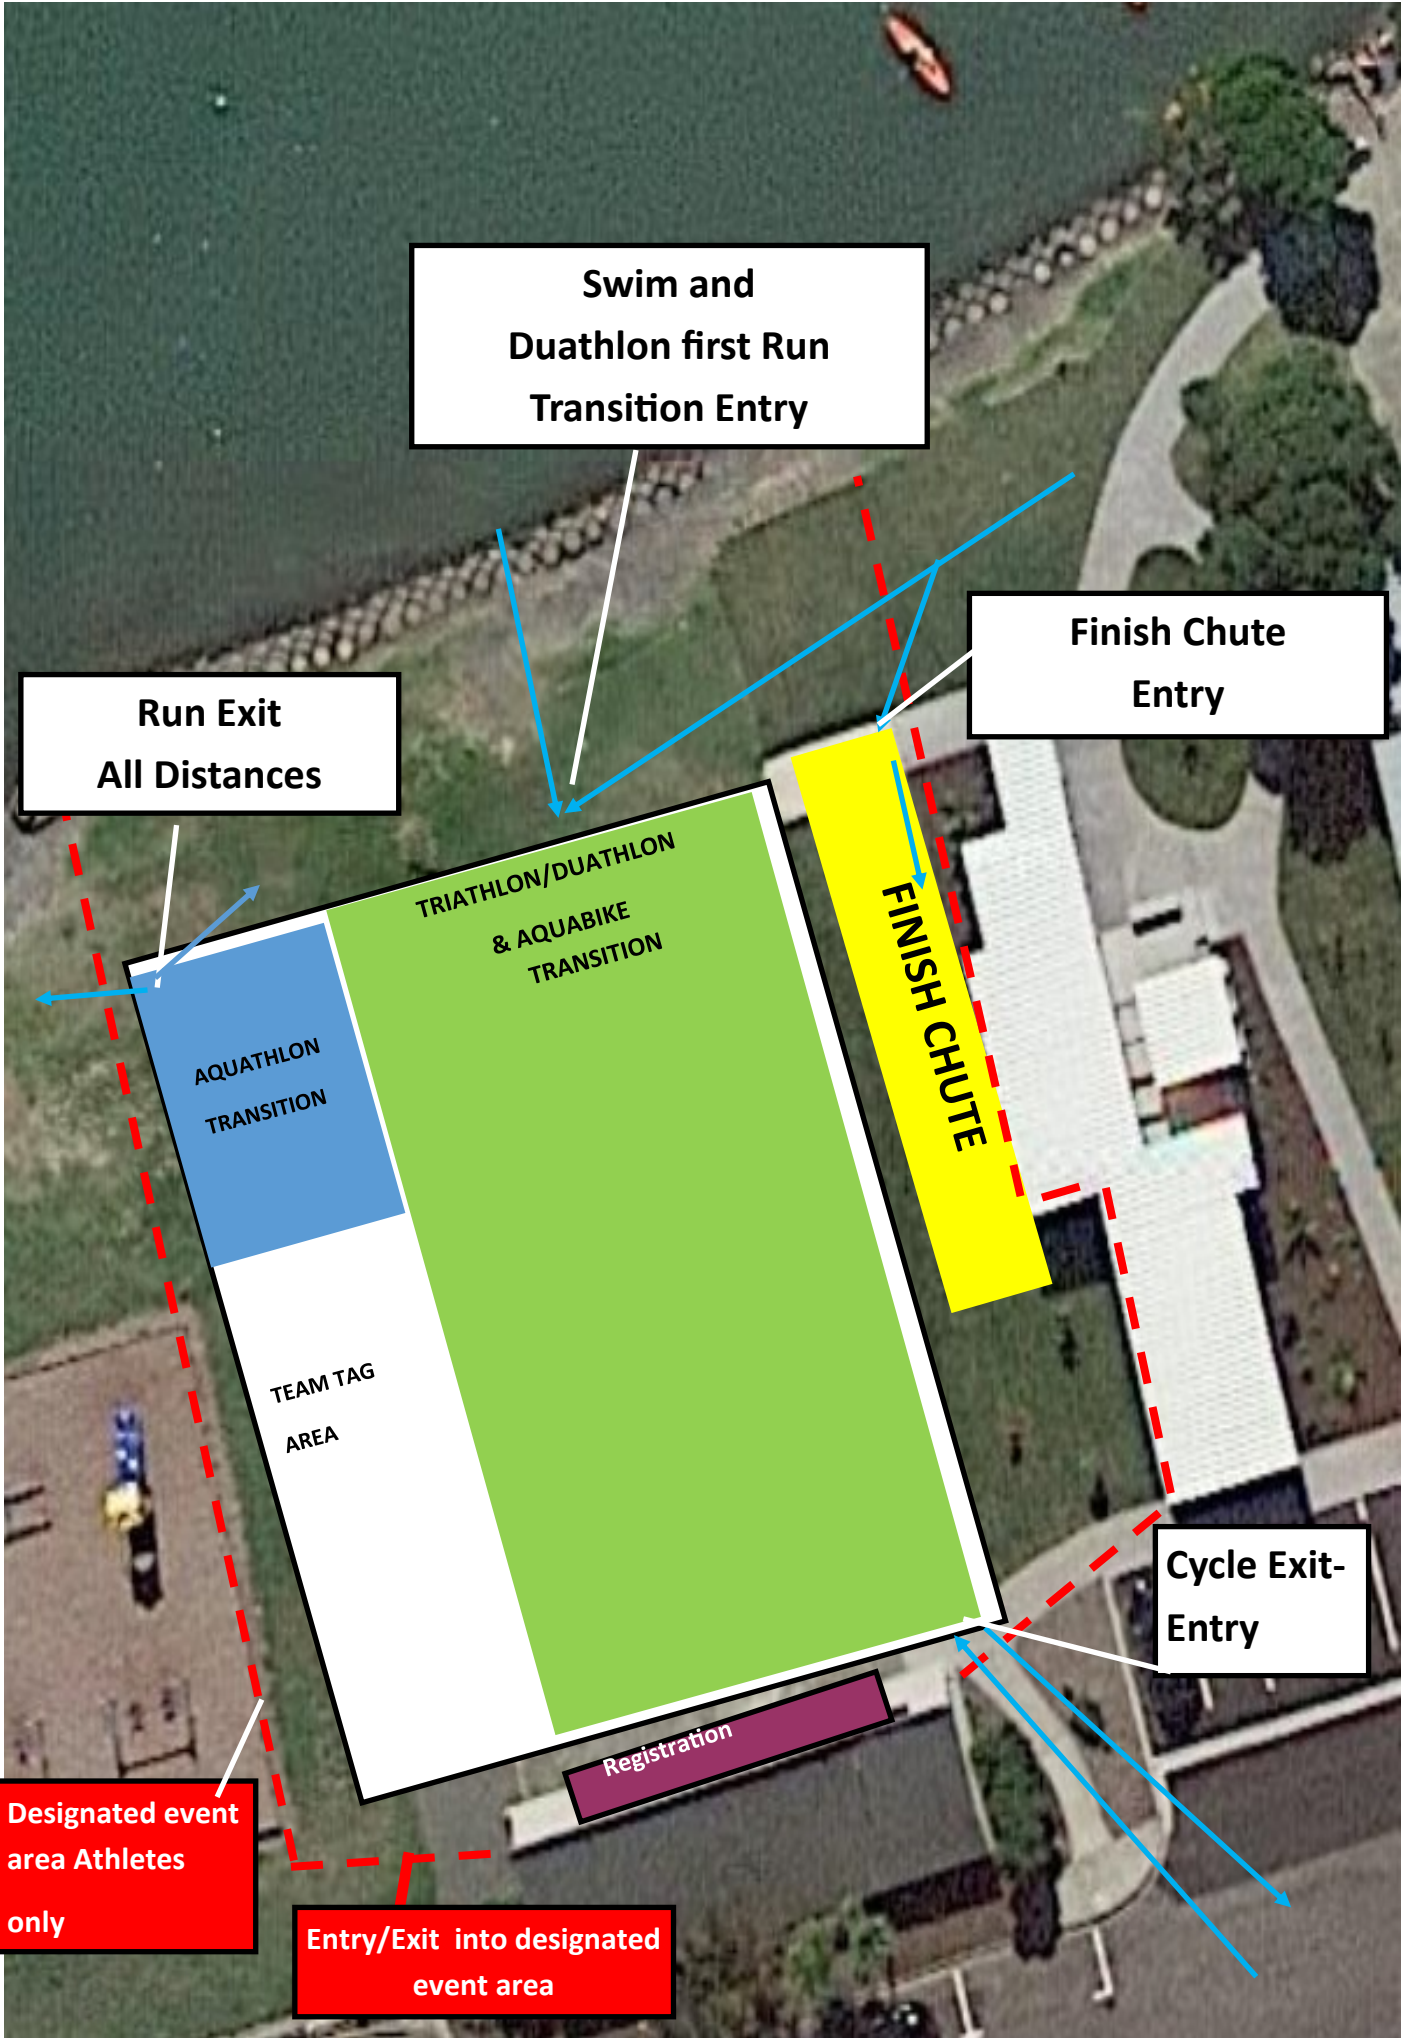 Swim and
Duathlon first Run
Transition Entry
Finish Chute
Entry
Run Exit
All Distances
TRIATHLON/DUATHLON
& AQUABIKE
TRANSITION
FINISH CHUTE
AQUATHLON
TRANSITION
TEAM TAG
AREA
Cycle Exit-
Entry
Registration
Designated event
area Athletes
only
Entry/Exit into designated
event area